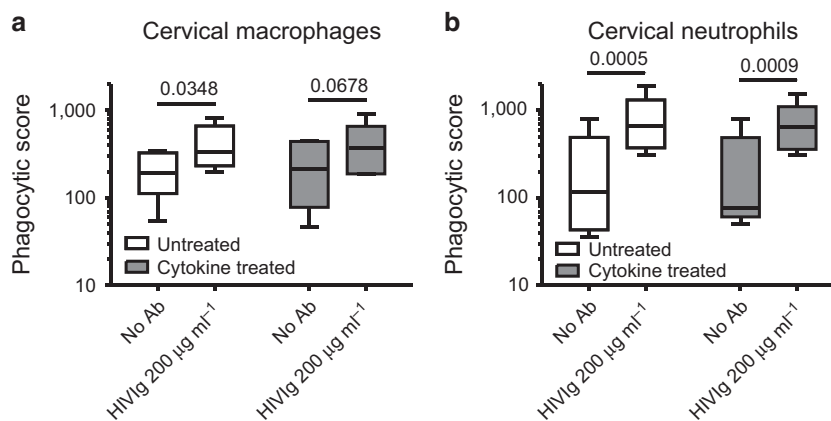 a
Cervical macrophages
0.0348
0.0678
Phagocytic score
1,000
100
10
Untreated
Cytokine treated
No Ab
HIVIg 200 μg ml⁻¹
No Ab
HIVIg 200 μg ml⁻¹
b
Cervical neutrophils
0.0005
0.0009
Phagocytic score
1,000
100
10
Untreated
Cytokine treated
No Ab
HIVIg 200 μg ml⁻¹
No Ab
HIVIg 200 μg ml⁻¹